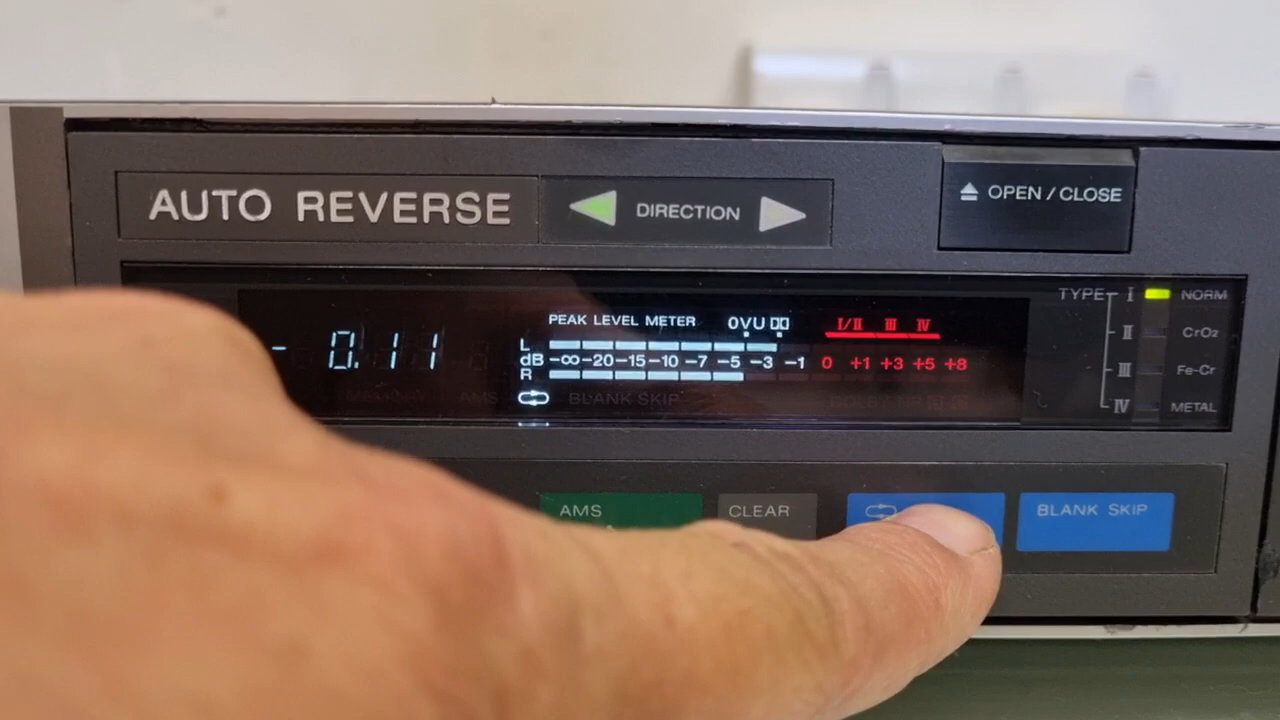 AUTO REVERSE
DIRECTION
OPEN / CLOSE
TYPE I NORM
II CrO2
III Fe-Cr
IV METAL
- 0.11
PEAK LEVEL METER 0VU I/II III IV
L
dB -∞ -20 -15 -10 -7 -5 -3 -1 0 +1 +3 +5 +8
R
MEMORY AMS BLANK SKIP
AMS
CLEAR
BLANK SKIP